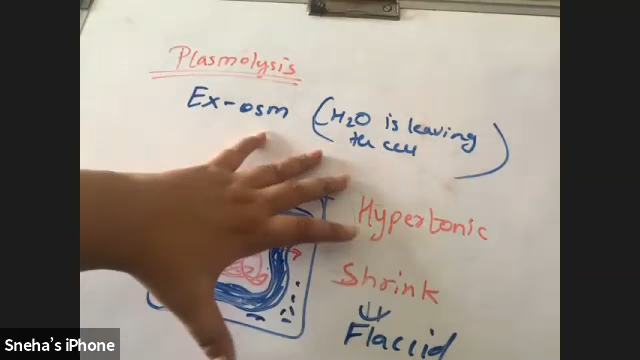 Plasmolysis
Ex-osm (H2O is leaving
the cell)
Hypertonic
Shrink
Flaccid
Sneha's iPhone